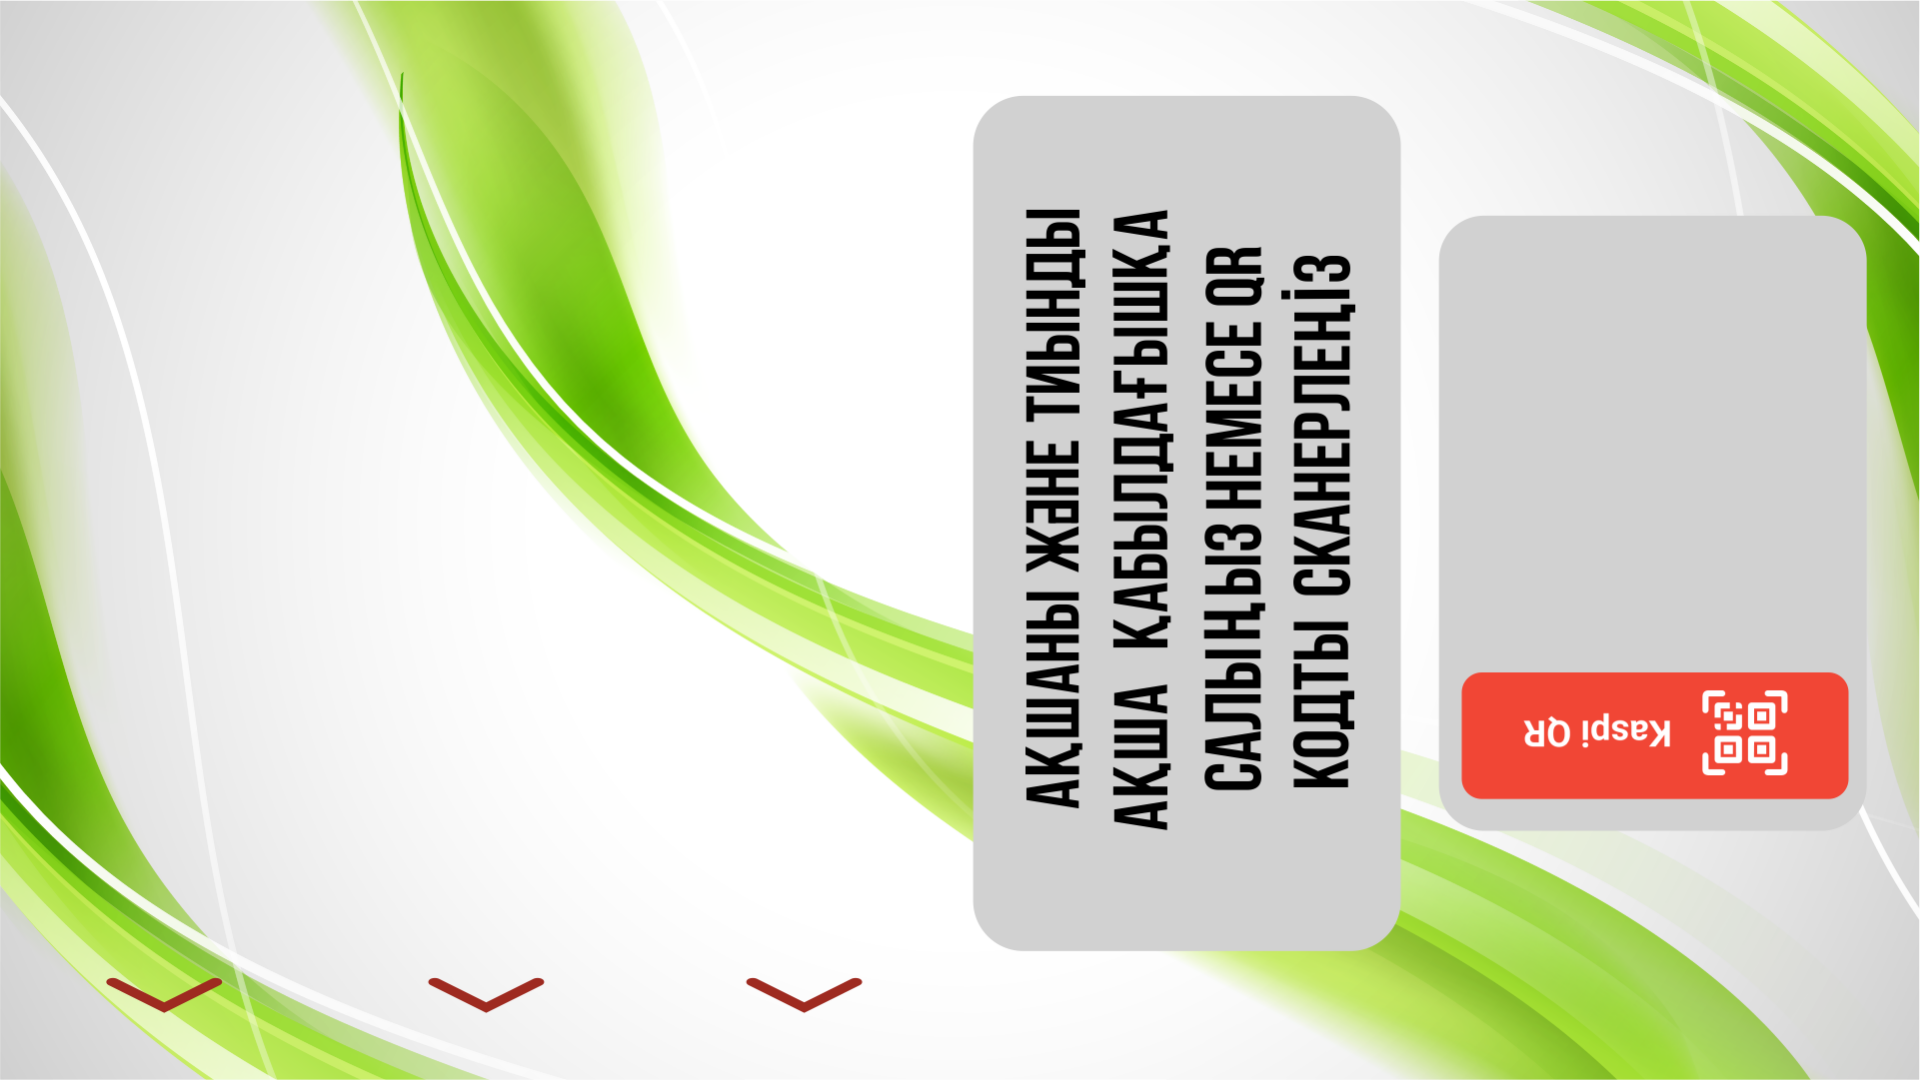 АҚШАНЫ ЖӘНЕ ТИЫНДЫ
АҚША ҚАБЫЛДАҒЫШҚА
САЛЫҢЫЗ НЕМЕСЕ QR
КОДТЫ СКАНЕРЛЕҢІЗ
Kaspi QR